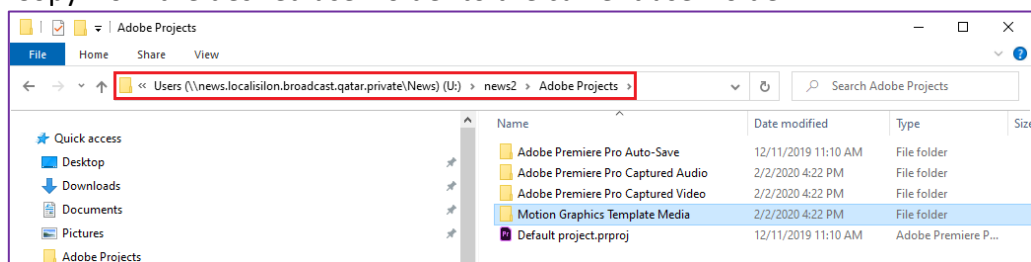 Adobe Projects
File Home Share View
« Users (\\news.localisilon.broadcast.qatar.private\News) (U:) › news2 › Adobe Projects ›
Search Adobe Projects
Name Date modified Type Size
Quick access
Desktop
Downloads
Documents
Pictures
Adobe Projects
Adobe Premiere Pro Auto-Save 12/11/2019 11:10 AM File folder
Adobe Premiere Pro Captured Audio 2/2/2020 4:22 PM File folder
Adobe Premiere Pro Captured Video 2/2/2020 4:22 PM File folder
Motion Graphics Template Media 2/2/2020 4:22 PM File folder
Default project.prproj 12/11/2019 11:10 AM Adobe Premiere P...